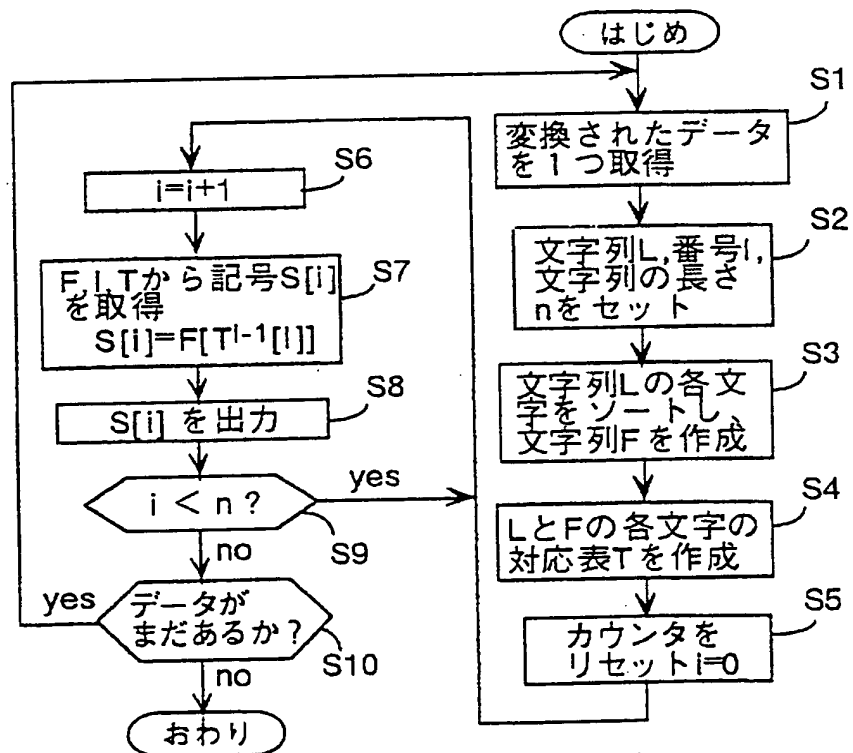 はじめ
S1
変換されたデータ
を1つ取得
S2
文字列L,番号I,
文字列の長さ
nをセット
S3
文字列Lの各文
字をソートし、
文字列Fを作成
S4
LとFの各文字の
対応表Tを作成
S5
カウンタを
リセットi=0
S6
i=i+1
S7
F,I,Tから記号S[i]
を取得
S[i]=F[Tⁱ⁻¹[I]]
S8
S[i]を出力
i < n?
yes
S9
no
yes
データが
まだあるか?
S10
no
おわり